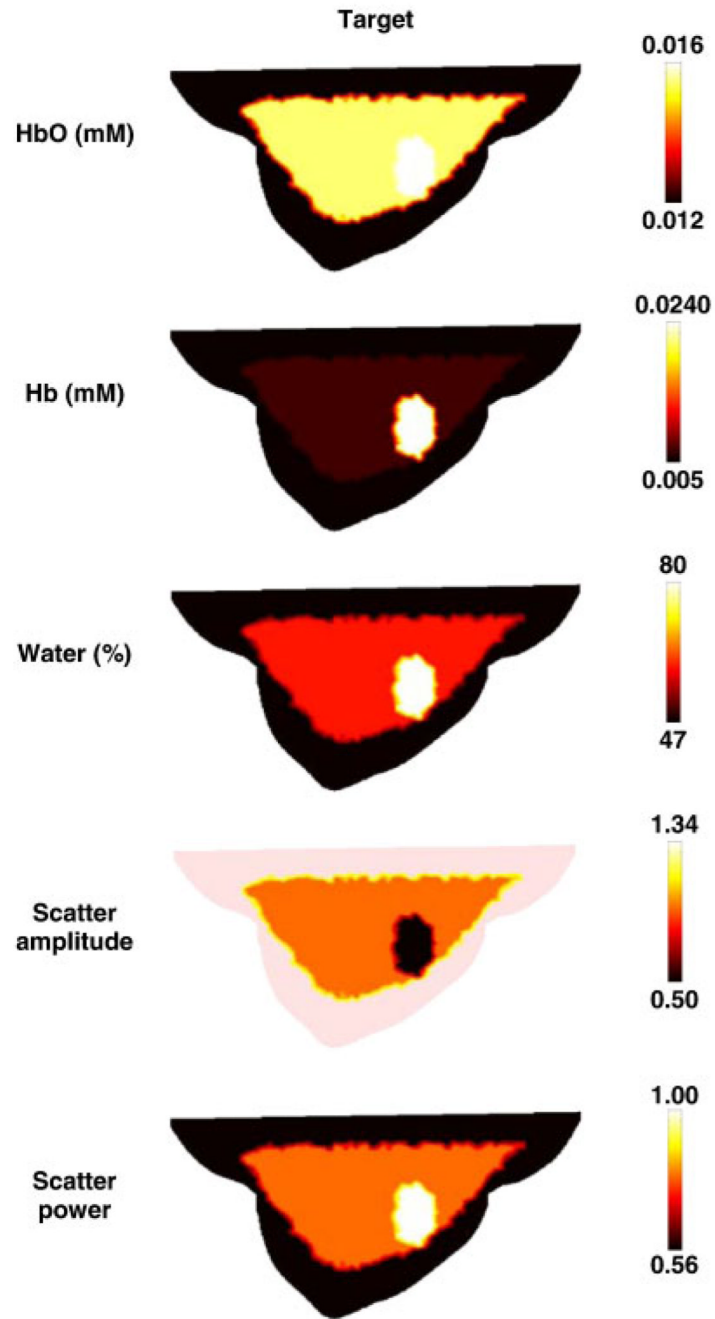 Target
HbO (mM)
0.016
0.012
Hb (mM)
0.0240
0.005
Water (%)
80
47
Scatter
amplitude
1.34
0.50
Scatter
power
1.00
0.56